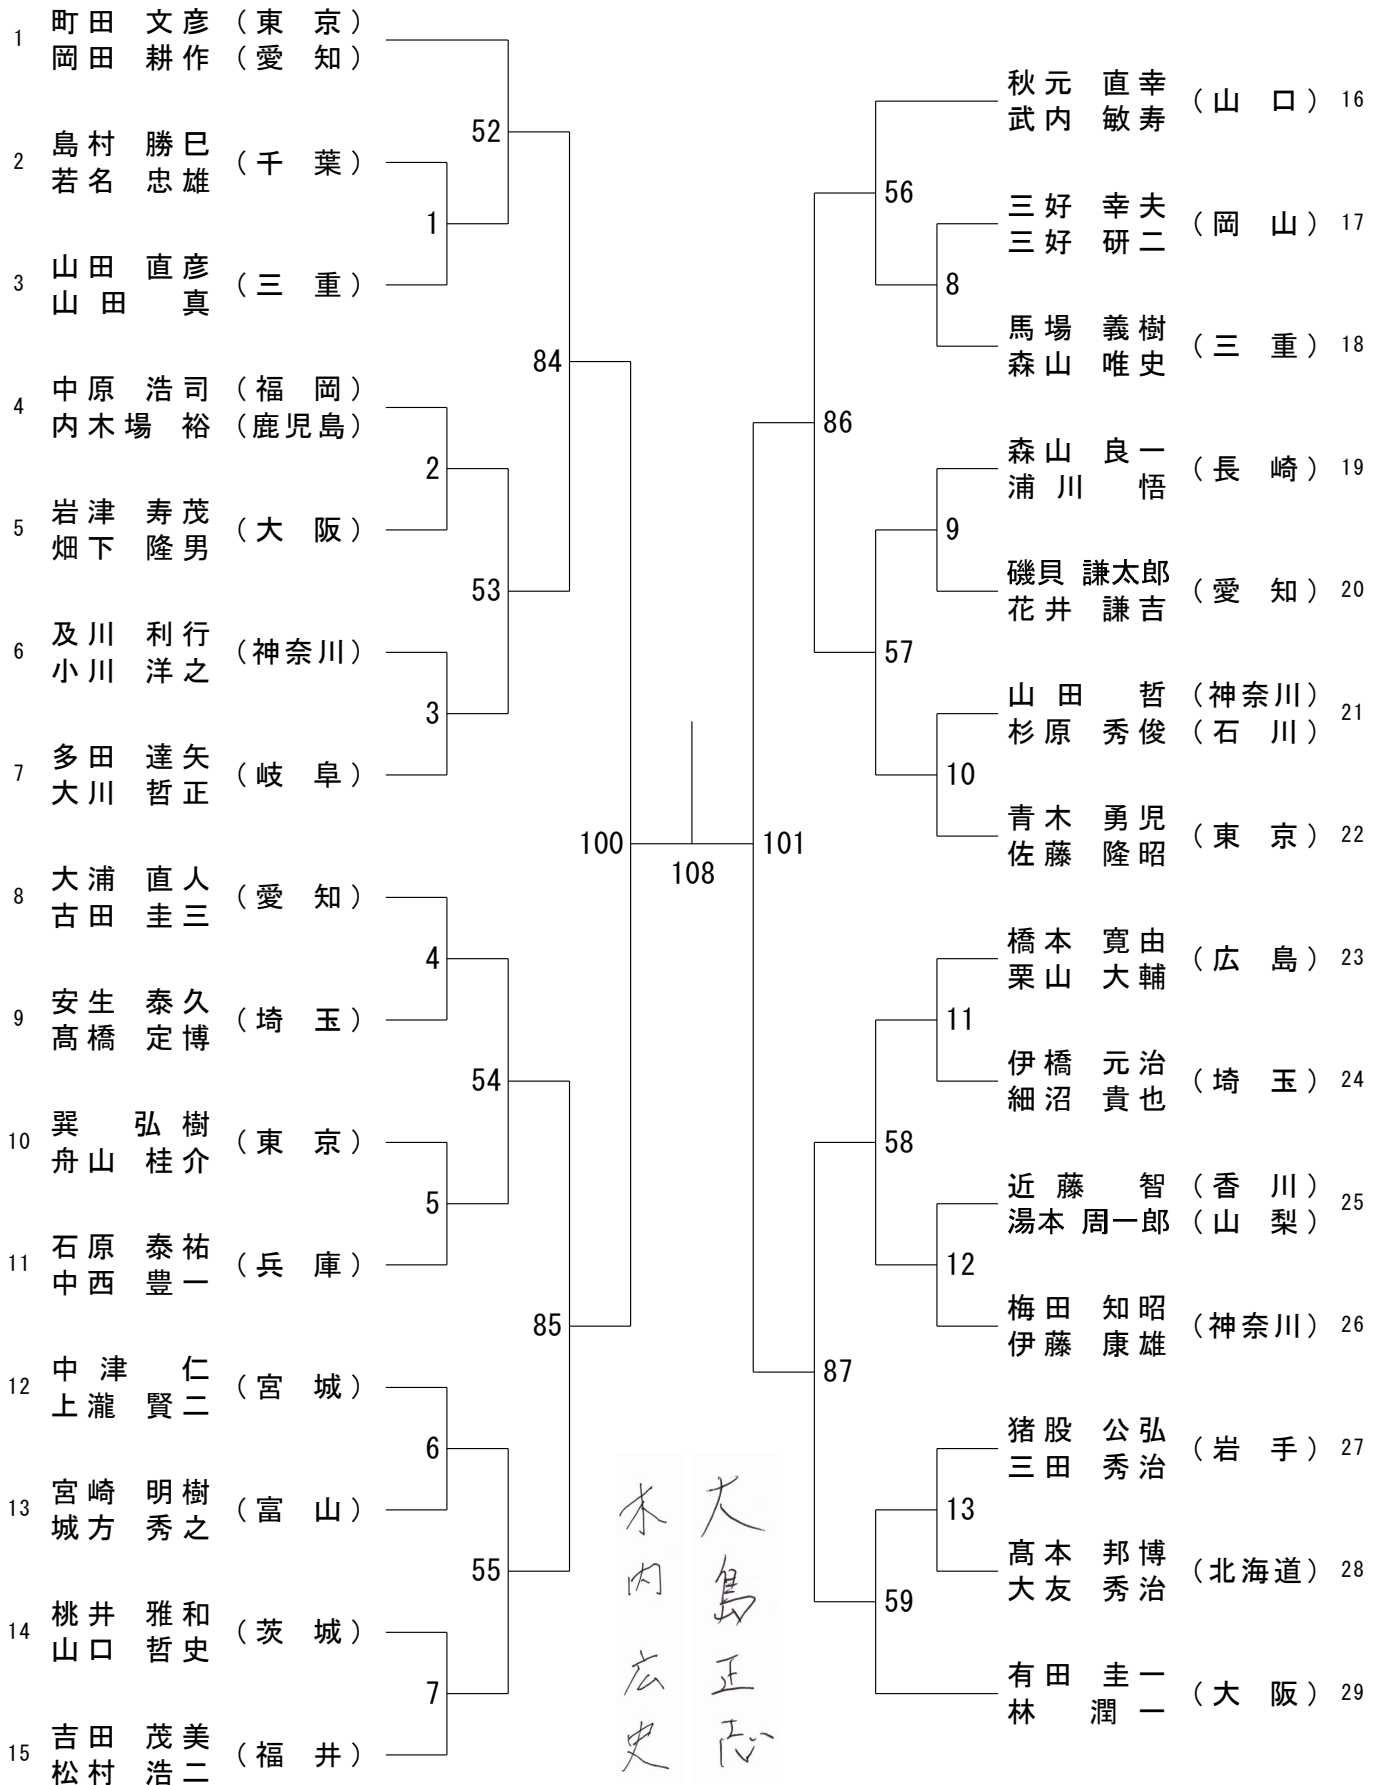 1 町田 文彦 (東 京)
岡田 耕作 (愛 知)
2 島村 勝巳 (千 葉)
若名 忠雄
3 山田 直彦 (三 重)
山田 真
4 中原 浩司 (福 岡)
内木場 裕 (鹿児島)
5 岩津 寿茂 (大 阪)
畑下 隆男
6 及川 利行 (神奈川)
小川 洋之
7 多田 達矢 (岐 阜)
大川 哲正
8 大浦 直人 (愛 知)
古田 圭三
9 安生 泰久 (埼 玉)
髙橋 定博
10 巽 弘樹 (東 京)
舟山 桂介
11 石原 泰祐 (兵 庫)
中西 豊一
12 中津 仁 (宮 城)
上瀧 賢二
13 宮崎 明樹 (富 山)
城方 秀之
14 桃井 雅和 (茨 城)
山口 哲史
15 吉田 茂美 (福 井)
松村 浩二
1
2
3
4
5
6
7
52
53
54
55
84
85
100
108
101
86
87
56
57
58
59
8
9
10
11
12
13
秋元 直幸 (山 口) 16
武内 敏寿
三好 幸夫 (岡 山) 17
三好 研二
馬場 義樹 (三 重) 18
森山 唯史
森山 良一 (長 崎) 19
浦川 悟
磯貝 謙太郎 (愛 知) 20
花井 謙吉
山田 哲 (神奈川) 21
杉原 秀俊 (石 川)
青木 勇児 (東 京) 22
佐藤 隆昭
橋本 寛由 (広 島) 23
栗山 大輔
伊橋 元治 (埼 玉) 24
細沼 貴也
近藤 智 (香 川) 25
湯本 周一郎 (山 梨)
梅田 知昭 (神奈川) 26
伊藤 康雄
猪股 公弘 (岩 手) 27
三田 秀治
髙本 邦博 (北海道) 28
大友 秀治
有田 圭一 (大 阪) 29
林 潤一
大島正志
木内広史